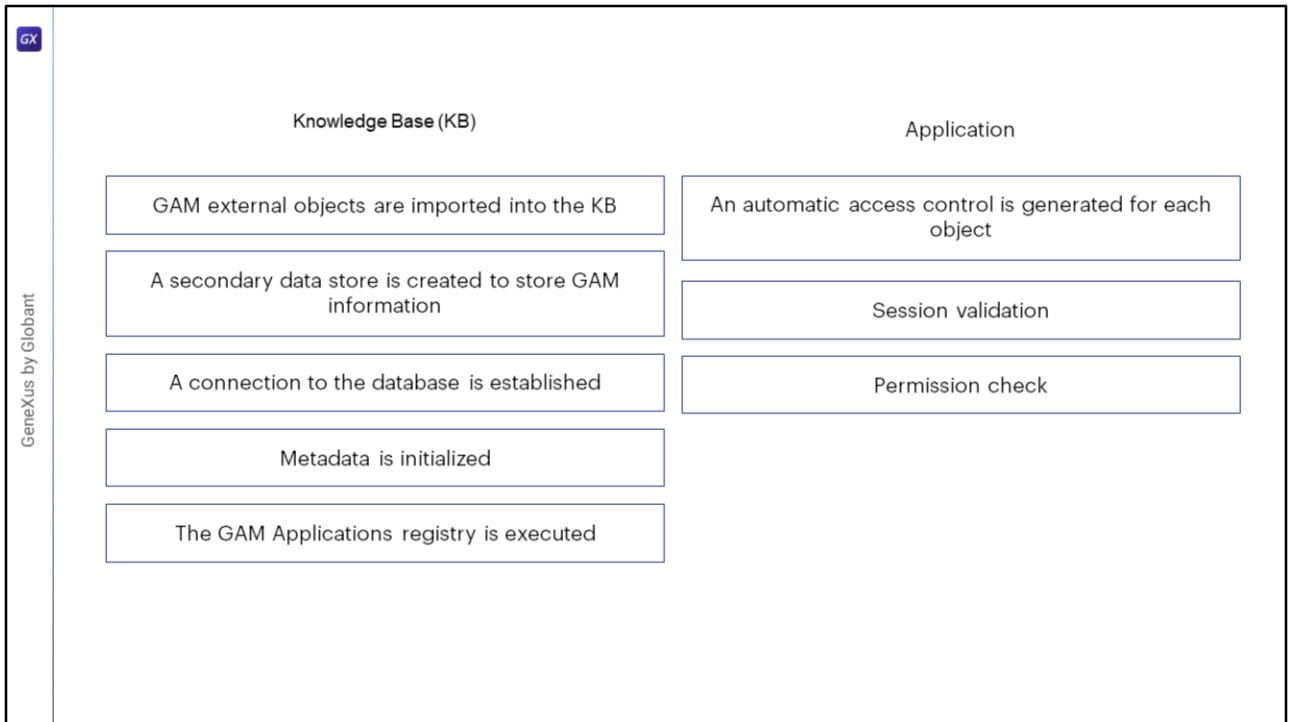 GX
GeneXus by Globant
Knowledge Base (KB)
GAM external objects are imported into the KB
A secondary data store is created to store GAM
information
A connection to the database is established
Metadata is initialized
The GAM Applications registry is executed
Application
An automatic access control is generated for each
object
Session validation
Permission check